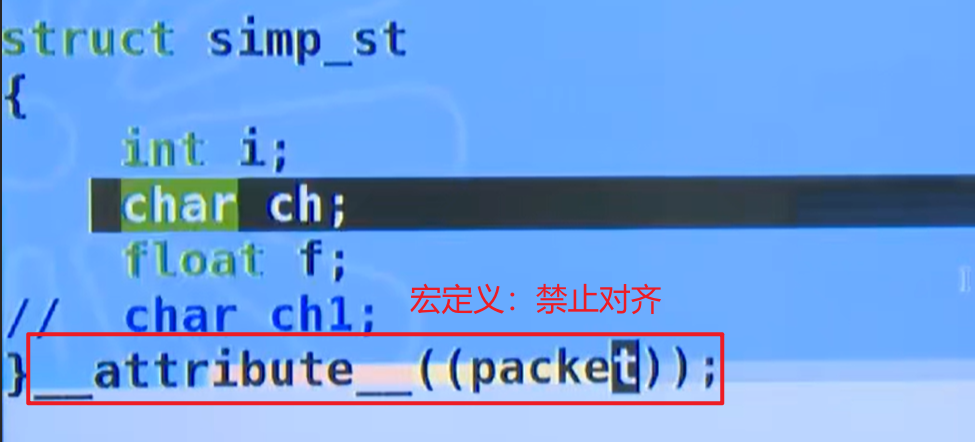 struct simp_st
{
int i;
char ch;
float f;
// char ch1;
宏定义：禁止对齐
}__attribute__((packet));